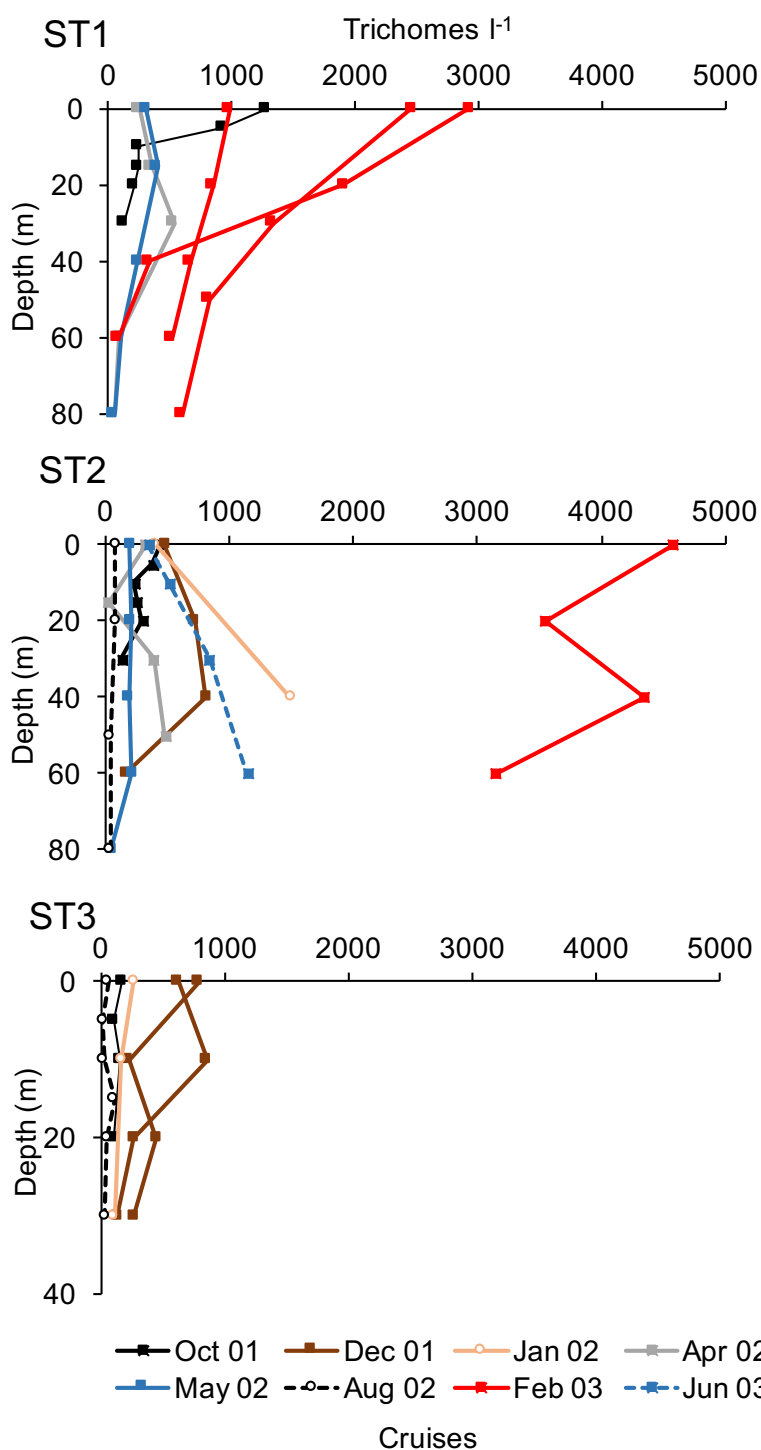 ST1
Trichomes l-1
0 1000 2000 3000 4000 5000
0
20
40
60
80
Depth (m)
ST2
0 1000 2000 3000 4000 5000
0
20
40
60
80
Depth (m)
ST3
0 1000 2000 3000 4000 5000
0
20
40
Depth (m)
Oct 01 Dec 01 Jan 02 Apr 02
May 02 Aug 02 Feb 03 Jun 03
Cruises